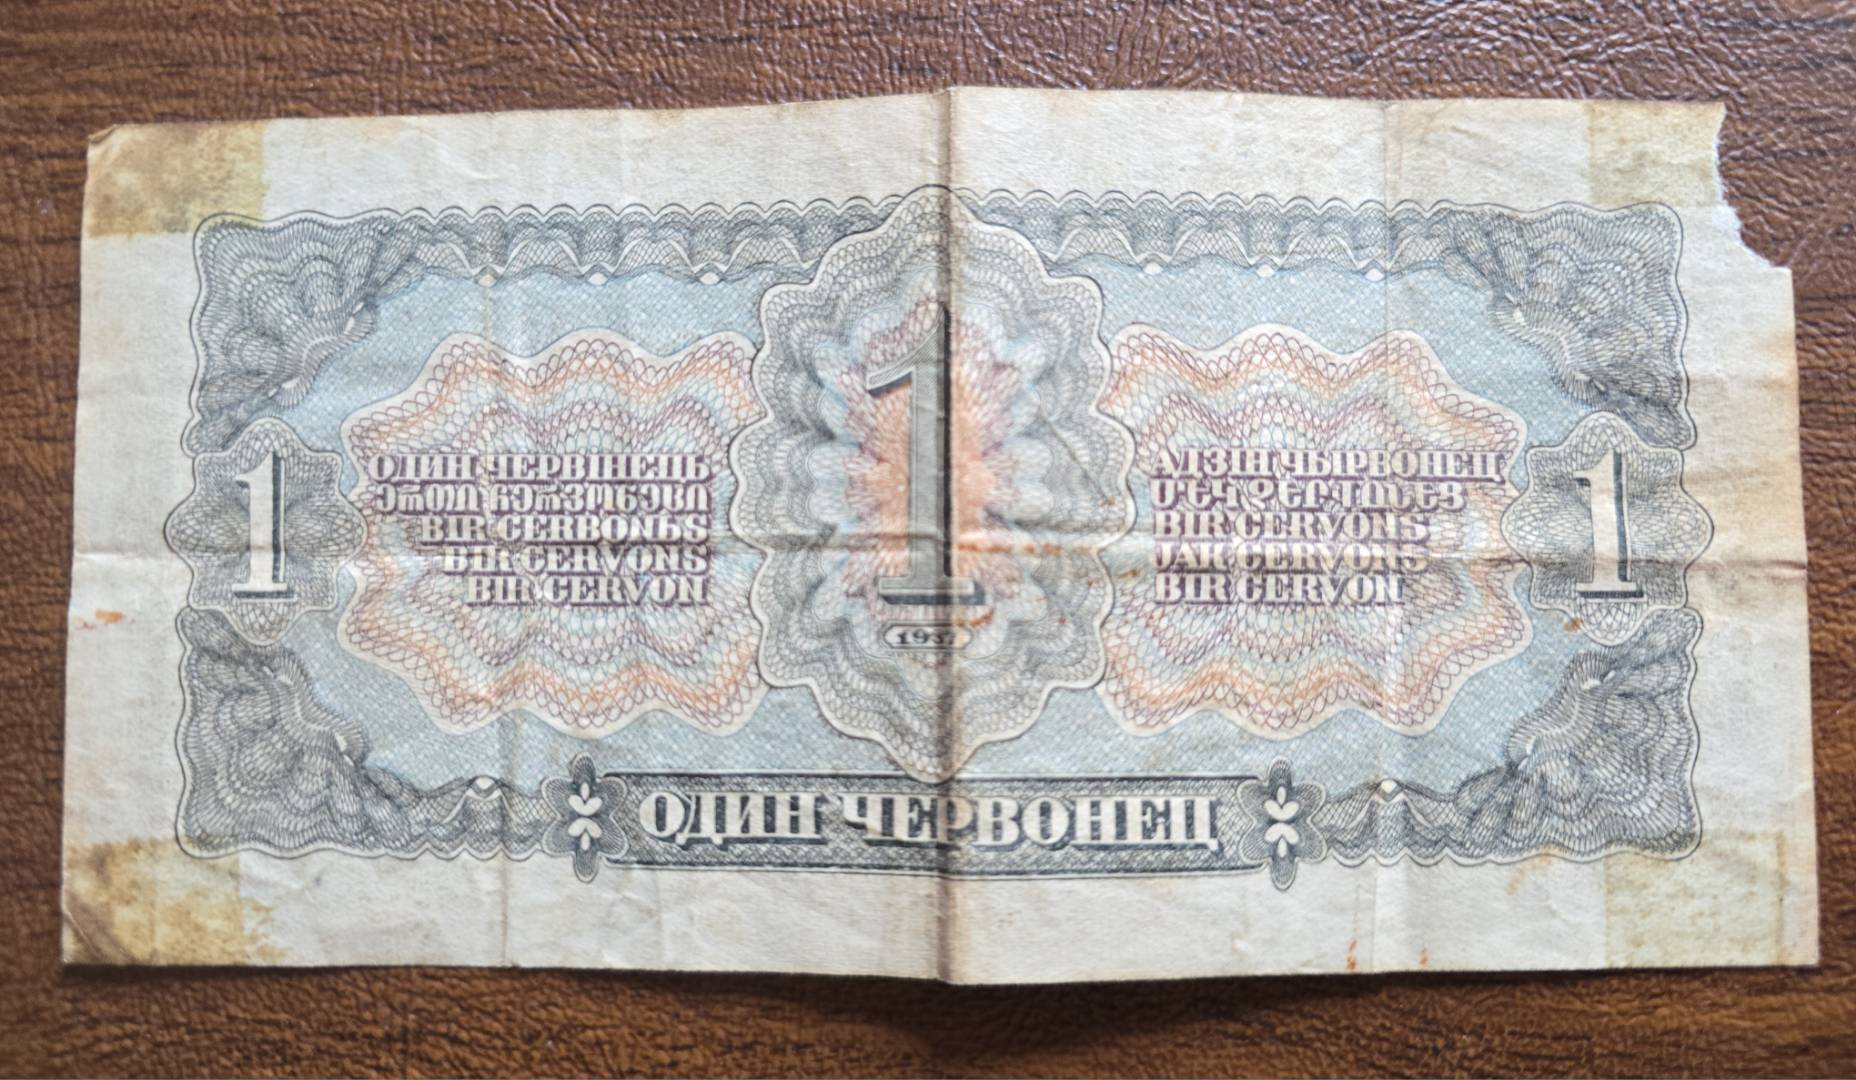 1
ОДИН ЧЕРВІНЕЦЬ
ერთი ჩერვონეცი
BIR CERBONЬS
BIR CERVONS
BIR CERVON
1
1937
АДЗІН ЧЫРВОНЕЦ
ՄԵԿ ՉԵՐՎՈՆԵՑ
BIR CERVONS
JAK CERVONS
BIR CERVON
1
ОДИН ЧЕРВОНЕЦ